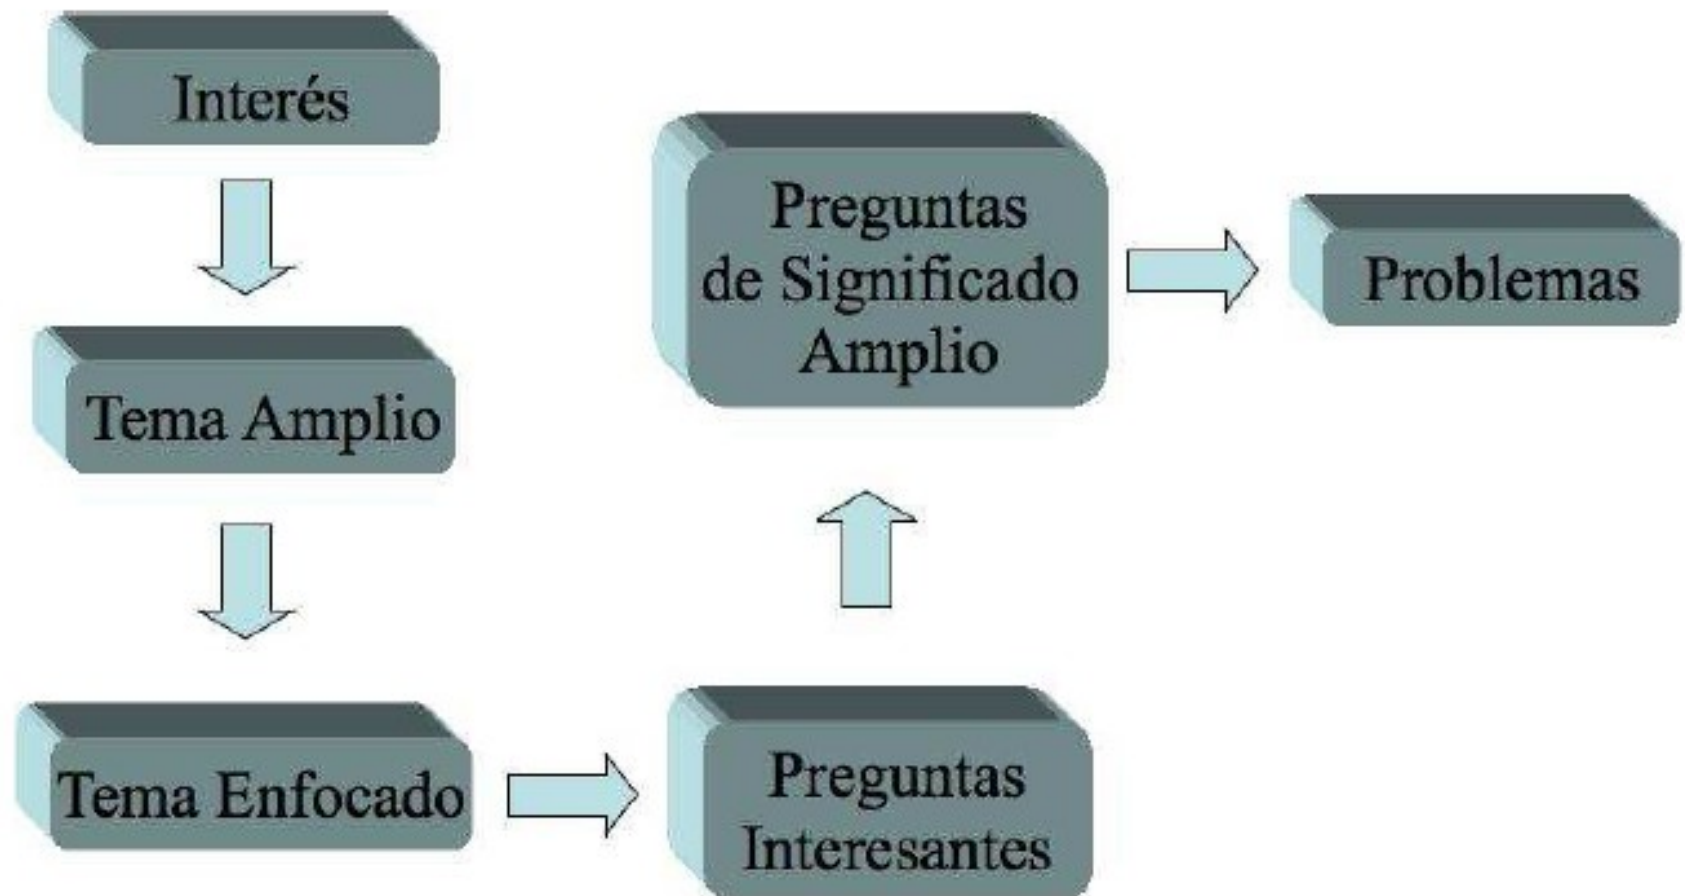 Interés
Tema Amplio
Tema Enfocado
Preguntas
Interesantes
Preguntas
de Significado
Amplio
Problemas